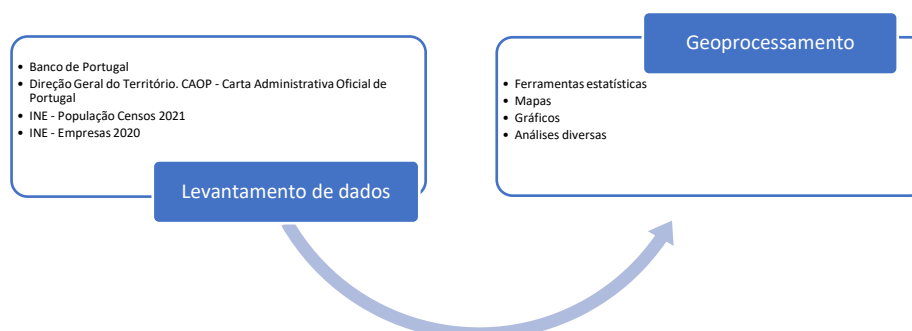 • Banco de Portugal
• Direção Geral do Território. CAOP - Carta Administrativa Oficial de
Portugal
• INE - População Censos 2021
• INE - Empresas 2020
Levantamento de dados
Geoprocessamento
• Ferramentas estatísticas
• Mapas
• Gráficos
• Análises diversas